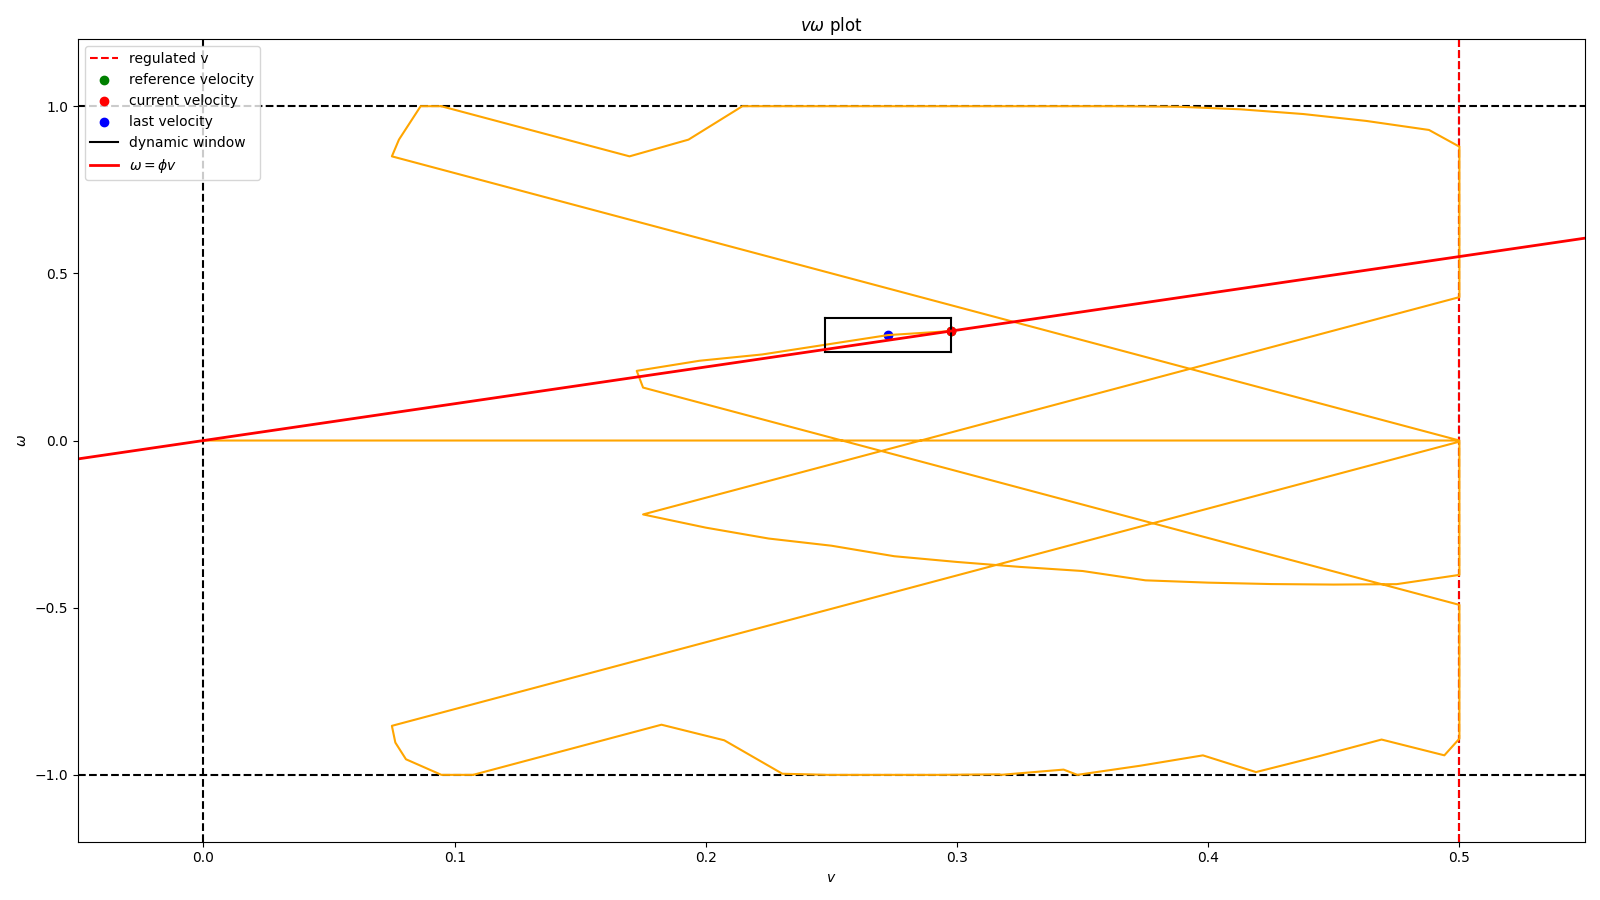 vω plot
regulated v
reference velocity
current velocity
last velocity
dynamic window
ω = ϕv
1.0
0.5
0.0
−0.5
−1.0
ω
0.0 0.1 0.2 0.3 0.4 0.5
v